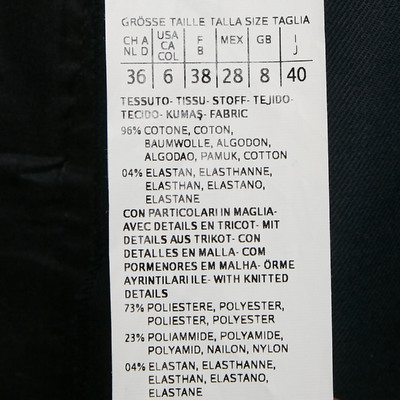 GRÖSSE TAILLE TALLA SIZE TAGLIA
CH A NL D | USA CA COL | F B | MEX | GB | I J
36 | 6 | 38 | 28 | 8 | 40
TESSUTO- TISSU- STOFF- TEJIDO-
TECIDO- KUMAŞ- FABRIC
96% COTONE, COTON,
BAUMWOLLE, ALGODON,
ALGODAO, PAMUK, COTTON
04% ELASTAN, ELASTHANNE,
ELASTHAN, ELASTANO,
ELASTANE
CON PARTICOLARI IN MAGLIA-
AVEC DETAILS EN TRICOT- MIT
DETAILS AUS TRIKOT- CON
DETALLES EN MALLA- COM
PORMENORES EM MALHA- ÖRME
AYRINTILARI ILE- WITH KNITTED
DETAILS
73% POLIESTERE, POLYESTER,
POLIESTER, POLYESTER
23% POLIAMMIDE, POLYAMIDE,
POLYAMID, NAILON, NYLON
04% ELASTAN, ELASTHANNE,
ELASTHAN, ELASTANO,
ELASTANE